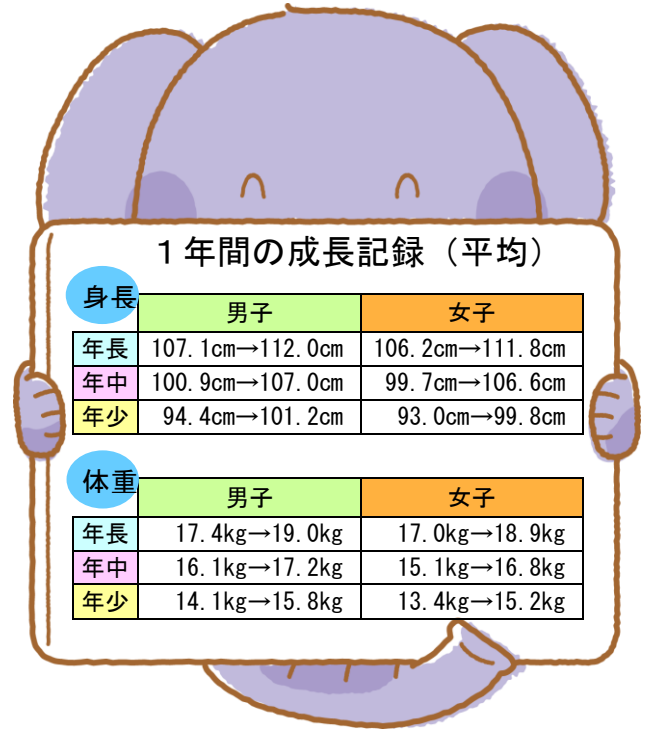 １年間の成長記録（平均）
身長
男子 女子
年長 107.1cm→112.0cm 106.2cm→111.8cm
年中 100.9cm→107.0cm 99.7cm→106.6cm
年少 94.4cm→101.2cm 93.0cm→99.8cm
体重
男子 女子
年長 17.4kg→19.0kg 17.0kg→18.9kg
年中 16.1kg→17.2kg 15.1kg→16.8kg
年少 14.1kg→15.8kg 13.4kg→15.2kg